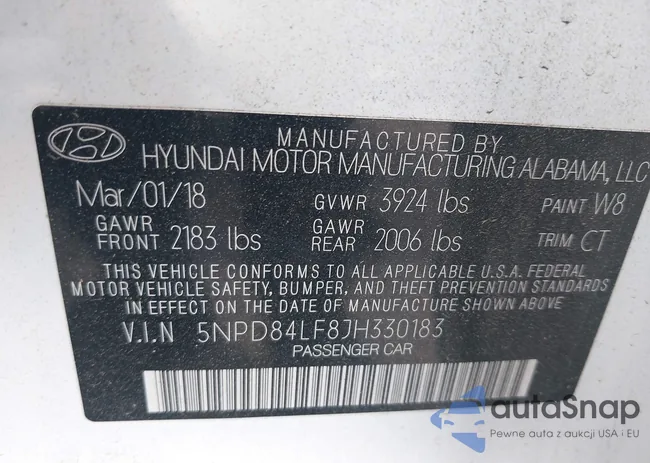 MANUFACTURED BY
HYUNDAI MOTOR MANUFACTURING ALABAMA, LLC
Mar/01/18 GVWR 3924 lbs PAINT W8
GAWR FRONT 2183 lbs GAWR REAR 2006 lbs TRIM CT
THIS VEHICLE CONFORMS TO ALL APPLICABLE U.S.A. FEDERAL
MOTOR VEHICLE SAFETY, BUMPER, AND THEFT PREVENTION STANDARDS
IN EFFECT ON THE DATE OF MANUFACTURE SHOWN ABOVE
V.I.N 5NPD84LF8JH330183
PASSENGER CAR
autoSnap
Pewne auta z aukcji USA i EU